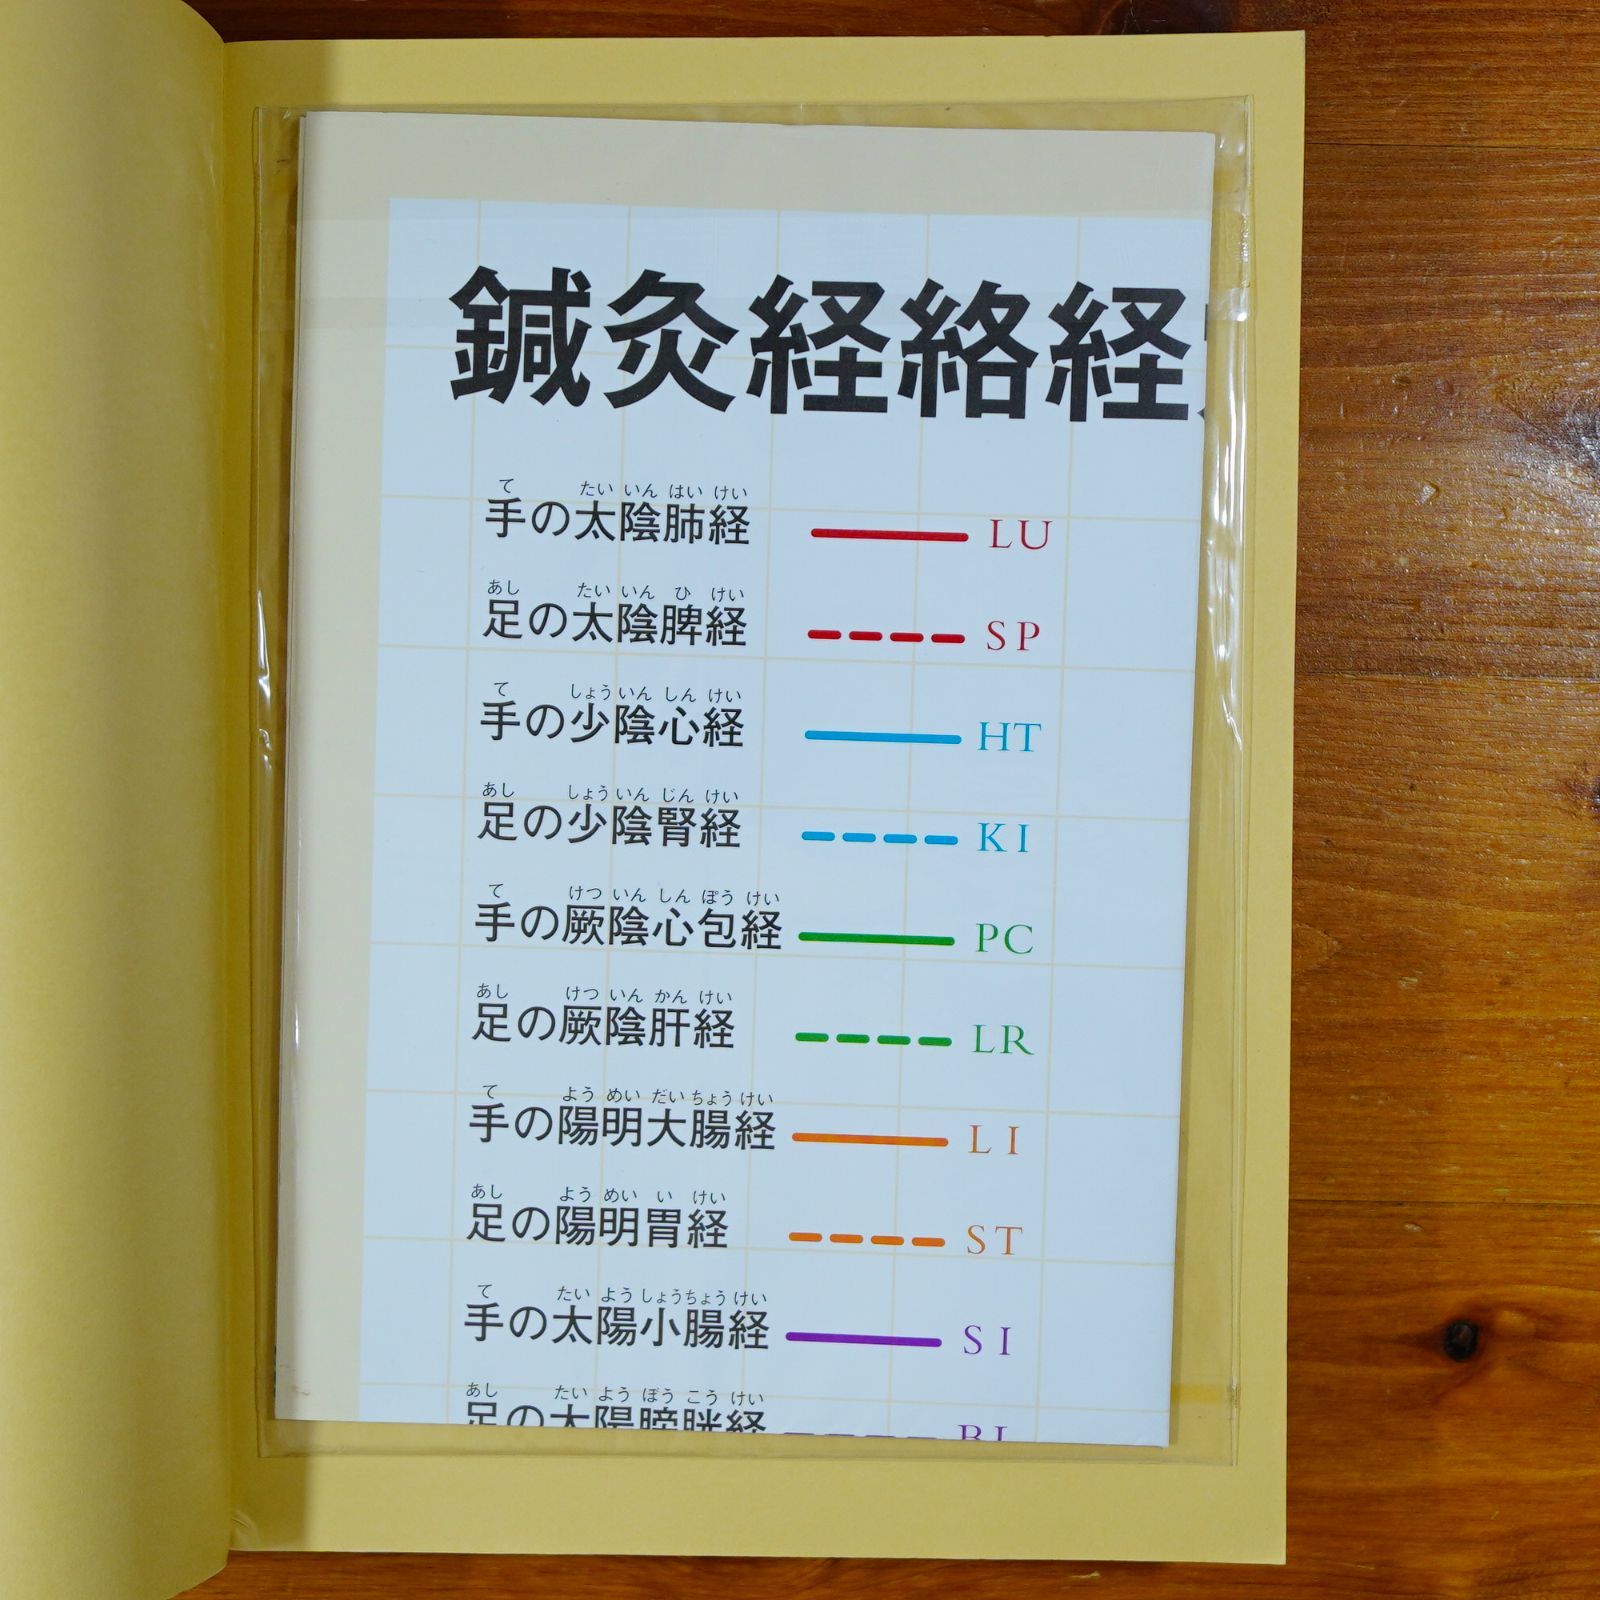 鍼灸経絡経
て たい いん はい けい
手の太陰肺経 LU
あし たい いん ひ けい
足の太陰脾経 SP
て しょう いん しん けい
手の少陰心経 HT
あし しょう いん じん けい
足の少陰腎経 KI
て けつ いん しん ぽう けい
手の厥陰心包経 PC
あし けつ いん かん けい
足の厥陰肝経 LR
て よう めい だい ちょう けい
手の陽明大腸経 LI
あし よう めい い けい
足の陽明胃経 ST
て たい よう しょう ちょう けい
手の太陽小腸経 SI
あし たい よう ぼう こう けい
足の太陽膀胱経 BL